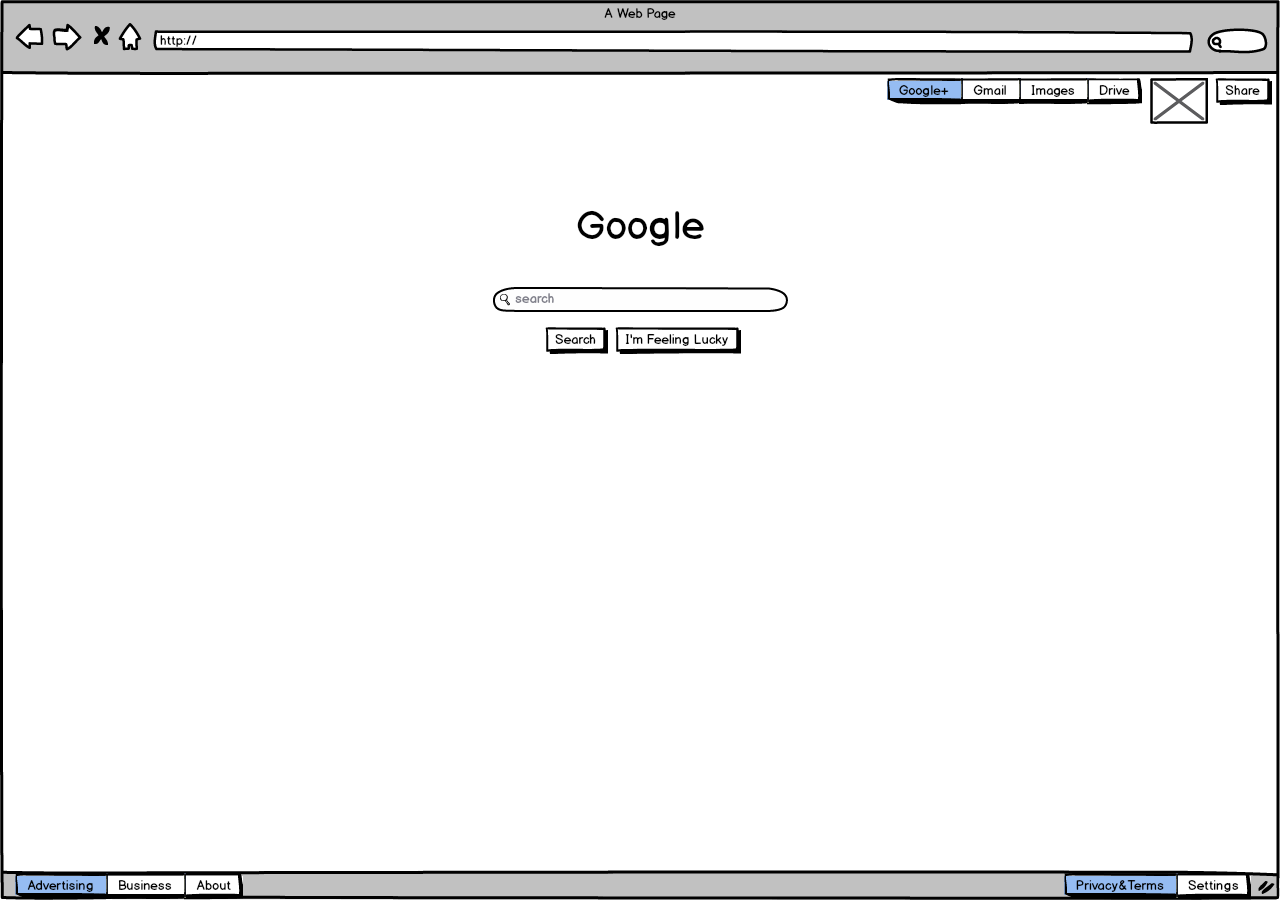 A Web Page
http://
Google+ Gmail Images Drive Share
Google
search
Search I'm Feeling Lucky
Advertising Business About Privacy&Terms Settings